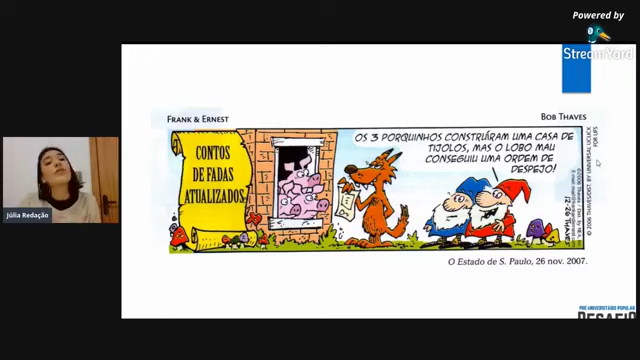 Powered by
StreamYard
FRANK & ERNEST
BOB THAVES
CONTOS
DE FADAS
ATUALIZADOS
OS 3 PORQUINHOS CONSTRUÍRAM UMA CASA DE
TIJOLOS, MAS O LOBO MAU
CONSEGUIU UMA ORDEM DE
DESPEJO!
O Estado de S. Paulo, 26 nov. 2007.
Júlia Redação
PRÉ-UNIVERSITÁRIO POPULAR
DESAFIO